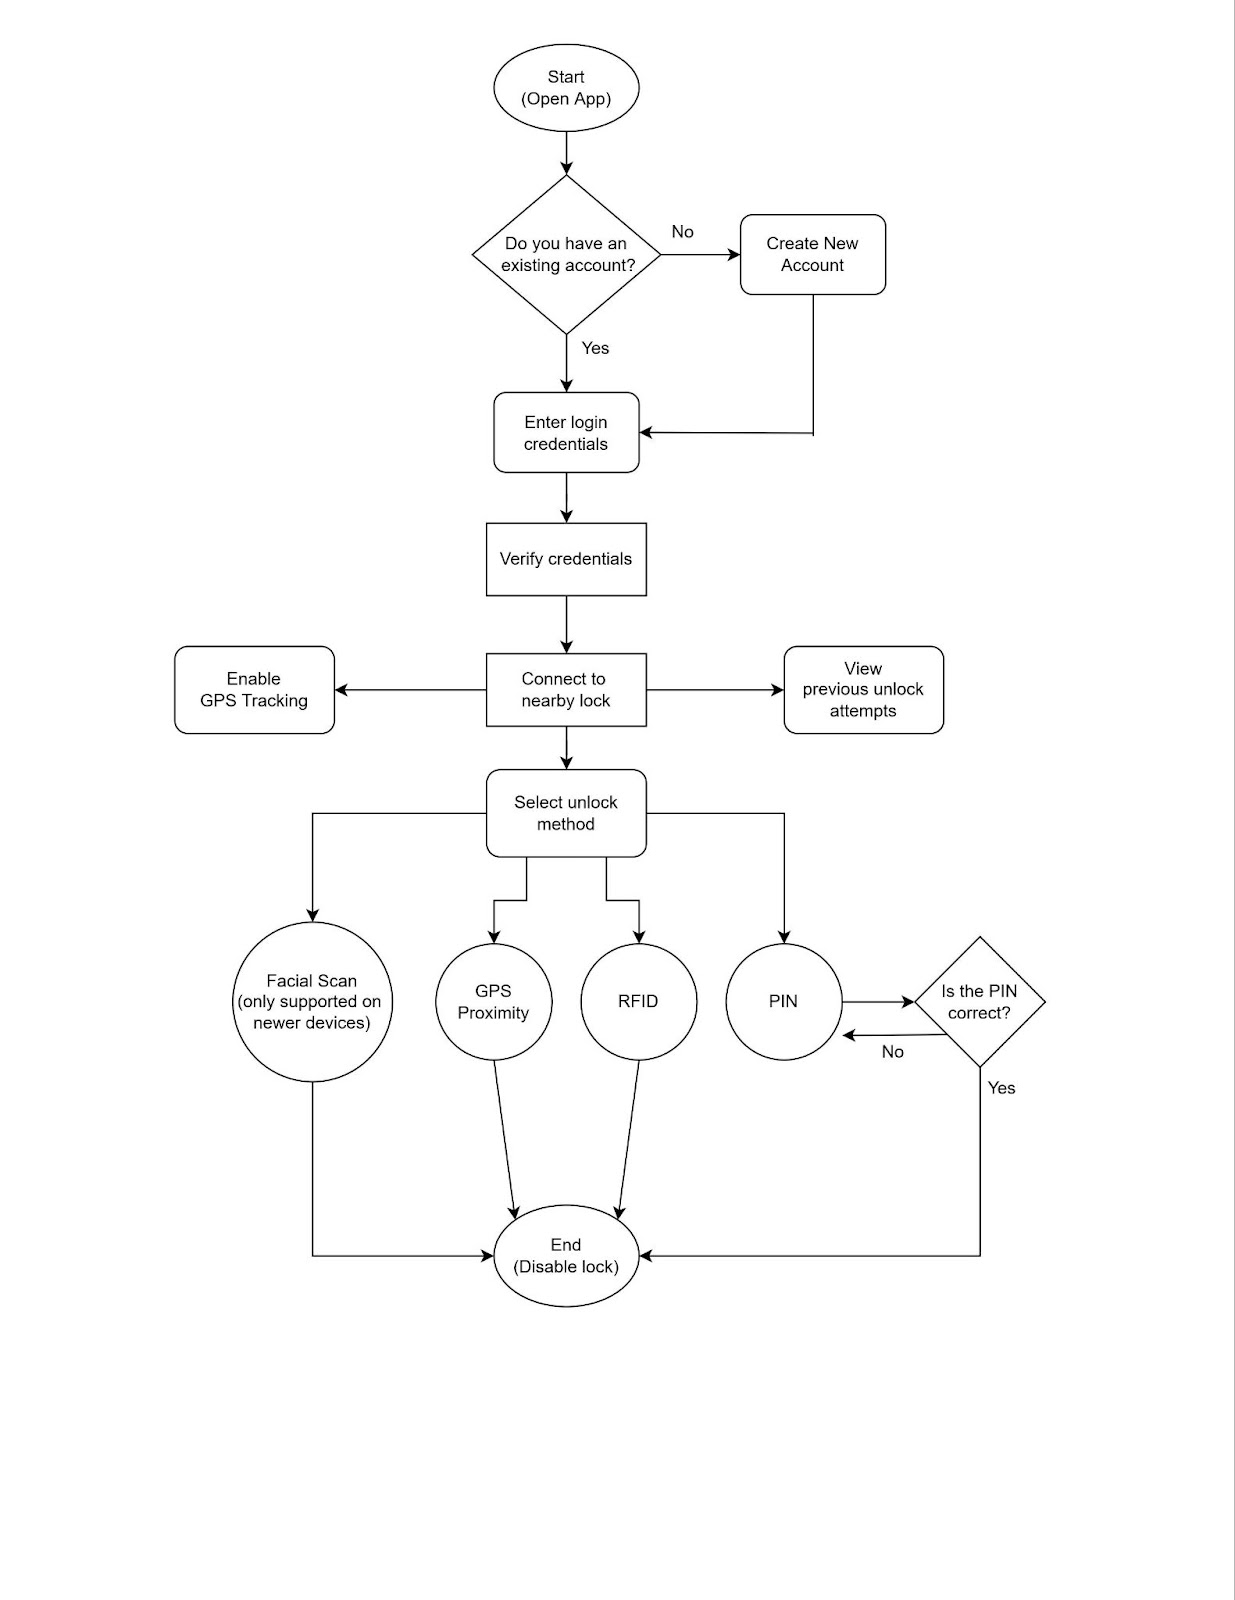 Start
(Open App)
Do you have an
existing account?
No
Create New
Account
Yes
Enter login
credentials
Verify credentials
Enable
GPS Tracking
Connect to
nearby lock
View
previous unlock
attempts
Select unlock
method
Facial Scan
(only supported on
newer devices)
GPS
Proximity
RFID
PIN
Is the PIN
correct?
No
Yes
End
(Disable lock)